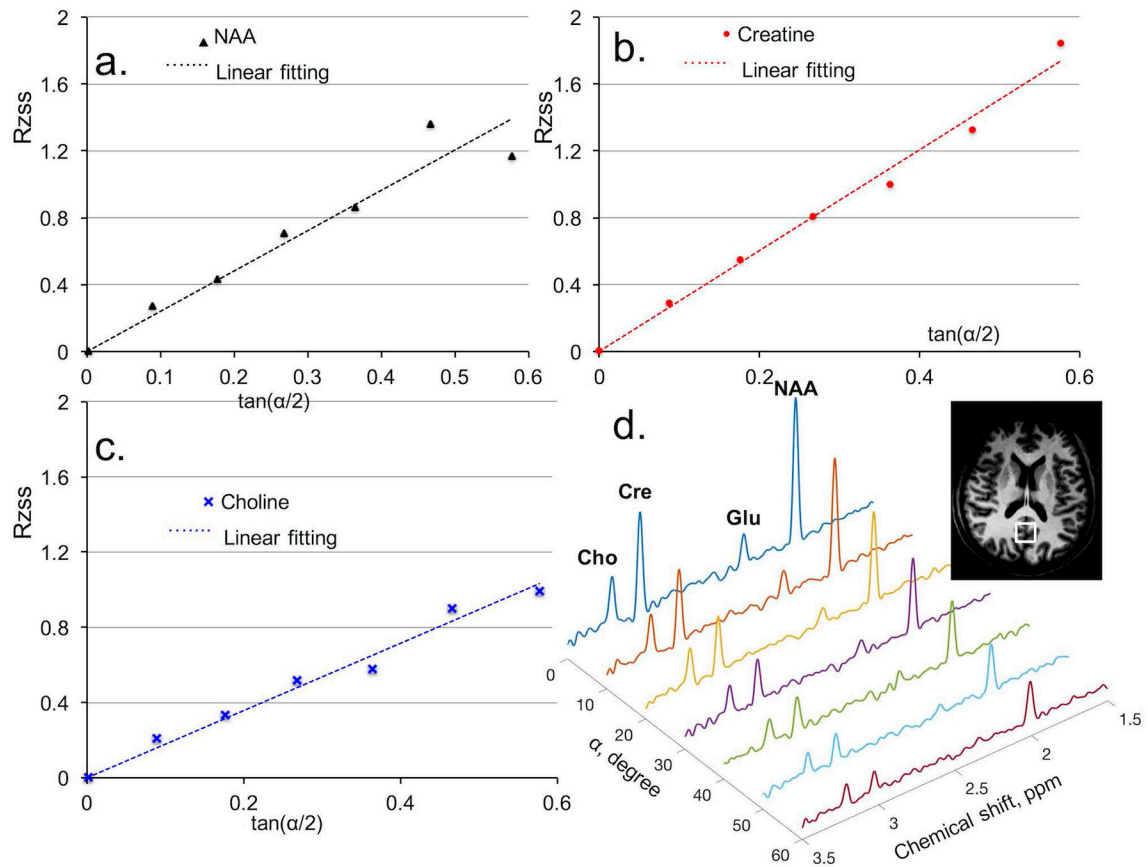 a.
NAA
Linear fitting
Rzss
2
1.6
1.2
0.8
0.4
0
0 0.1 0.2 0.3 0.4 0.5 0.6
tan(α/2)
b.
Creatine
Linear fitting
Rzss
2
1.6
1.2
0.8
0.4
0
tan(α/2)
0 0.2 0.4 0.6
c.
Choline
Linear fitting
Rzss
2
1.6
1.2
0.8
0.4
0
0 0.2 0.4 0.6
tan(α/2)
d.
NAA
Cre
Glu
Cho
0
10
20
30
40
50
60
α, degree
3.5
3
2.5
2
1.5
Chemical shift, ppm